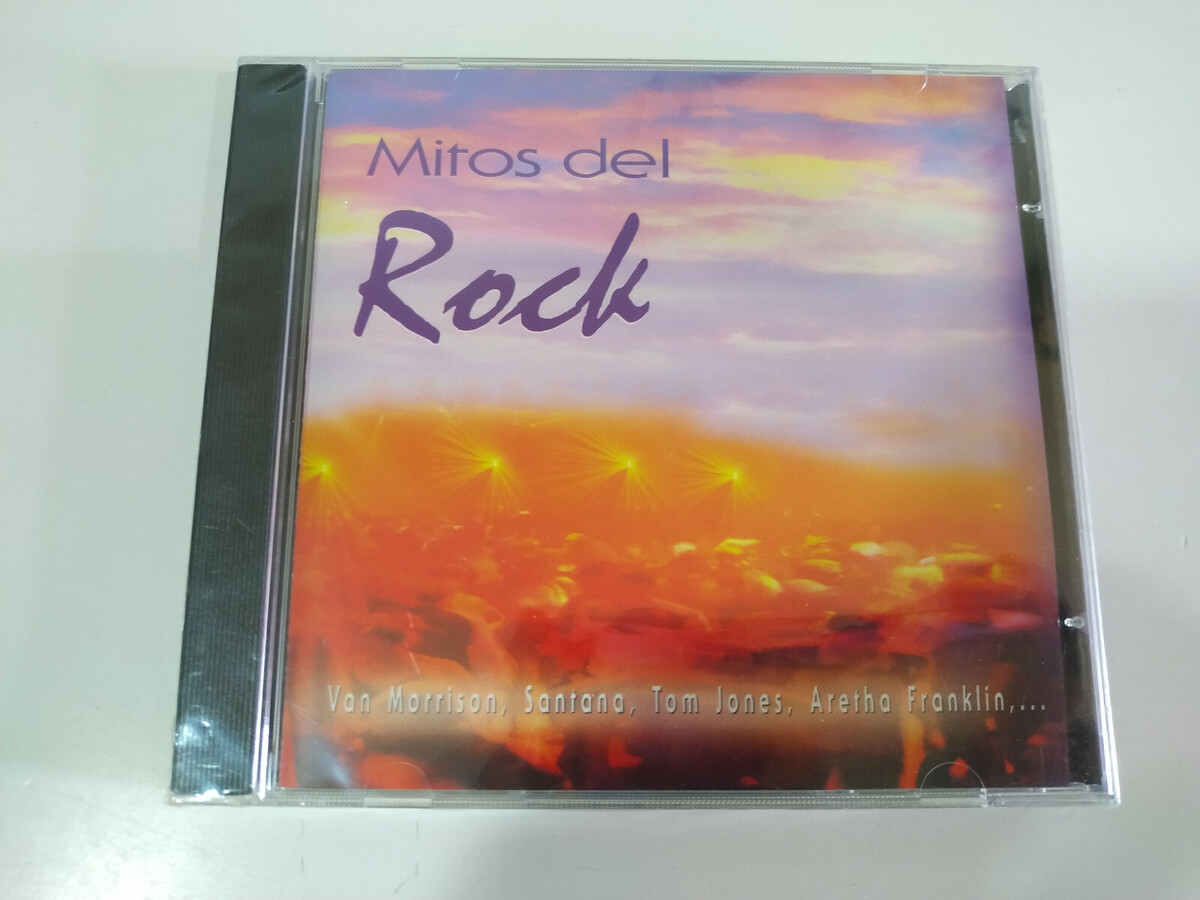 Mitos del
Rock
Van Morrison, Santana, Tom Jones, Aretha Franklin,...